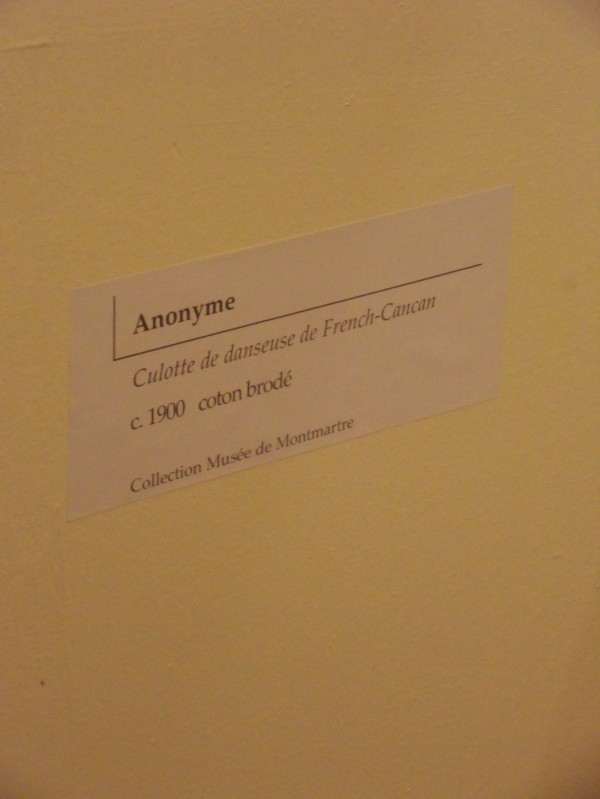 Anonyme
Culotte de danseuse de French-Cancan
c. 1900 coton brodé
Collection Musée de Montmartre